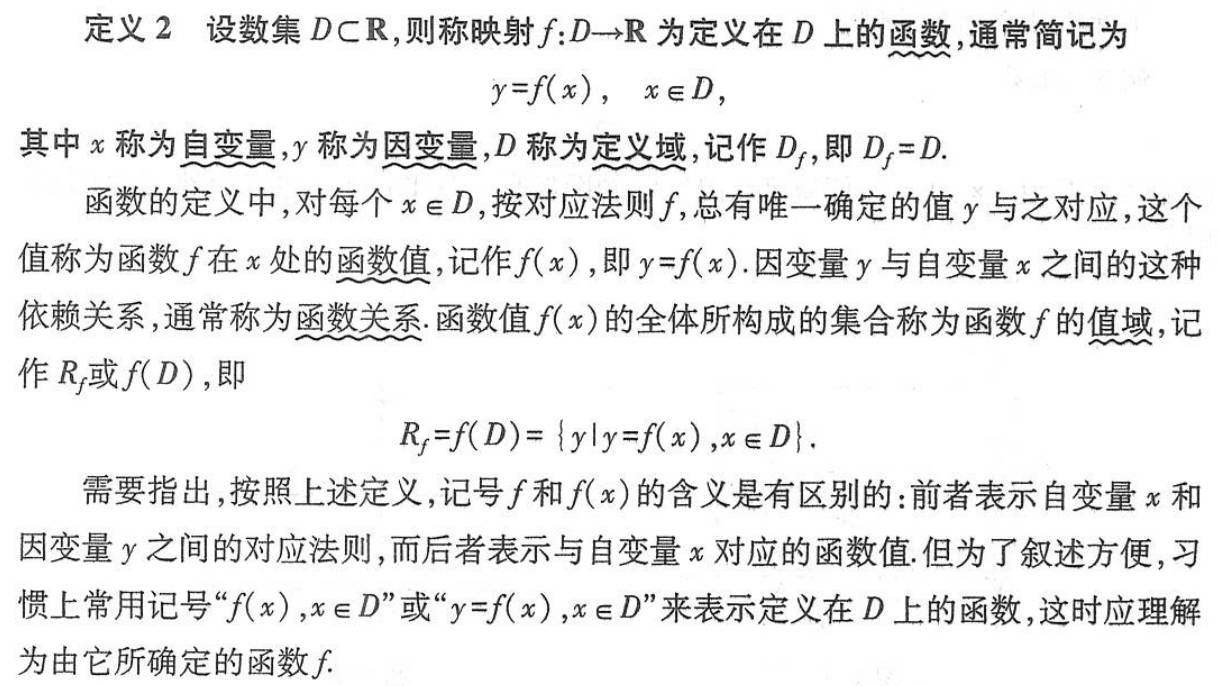 定义 2 设数集 D⊂R,则称映射 f:D→R 为定义在 D 上的函数,通常简记为
y=f(x), x∈D,
其中 x 称为自变量,y 称为因变量,D 称为定义域,记作 D_f,即 D_f=D.
函数的定义中,对每个 x∈D,按对应法则 f,总有唯一确定的值 y 与之对应,这个
值称为函数 f 在 x 处的函数值,记作 f(x),即 y=f(x).因变量 y 与自变量 x 之间的这种
依赖关系,通常称为函数关系.函数值 f(x)的全体所构成的集合称为函数 f 的值域,记
作 R_f或 f(D),即
R_f=f(D)={y|y=f(x),x∈D}.
需要指出,按照上述定义,记号 f 和 f(x)的含义是有区别的:前者表示自变量 x 和
因变量 y 之间的对应法则,而后者表示与自变量 x 对应的函数值.但为了叙述方便,习
惯上常用记号“f(x),x∈D”或“y=f(x),x∈D”来表示定义在 D 上的函数,这时应理解
为由它所确定的函数 f.